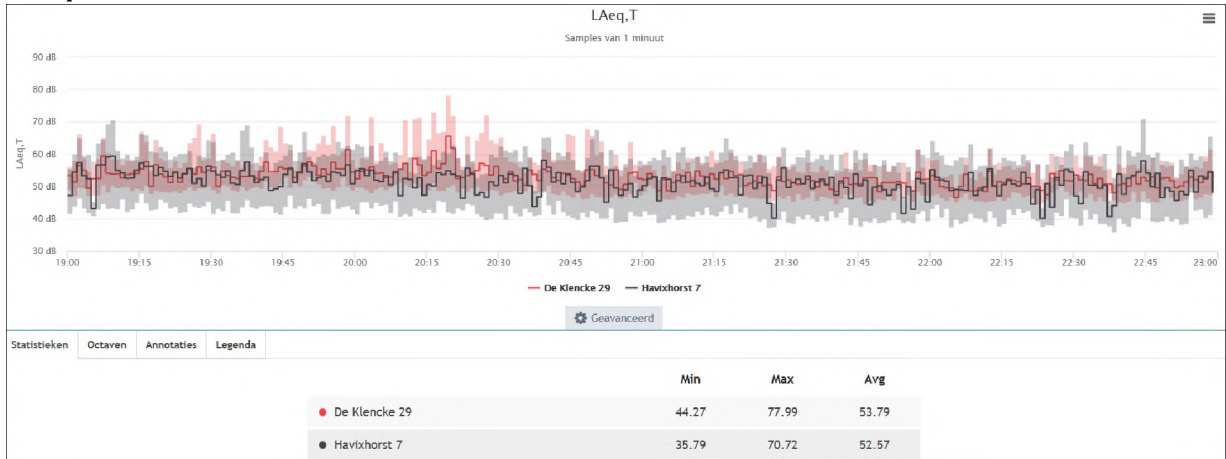 LAeq,T
Samples van 1 minuut
90 dB
80 dB
70 dB
60 dB
50 dB
40 dB
30 dB
LAeq,T
19:00 19:15 19:30 19:45 20:00 20:15 20:30 20:45 21:00 21:15 21:30 21:45 22:00 22:15 22:30 22:45 23:00
De Klencke 29 Havixhorst 7
Geavanceerd
Statistieken Octaven Annotaties Legenda
Min Max Avg
De Klencke 29 44.27 77.99 53.79
Havixhorst 7 35.79 70.72 52.57